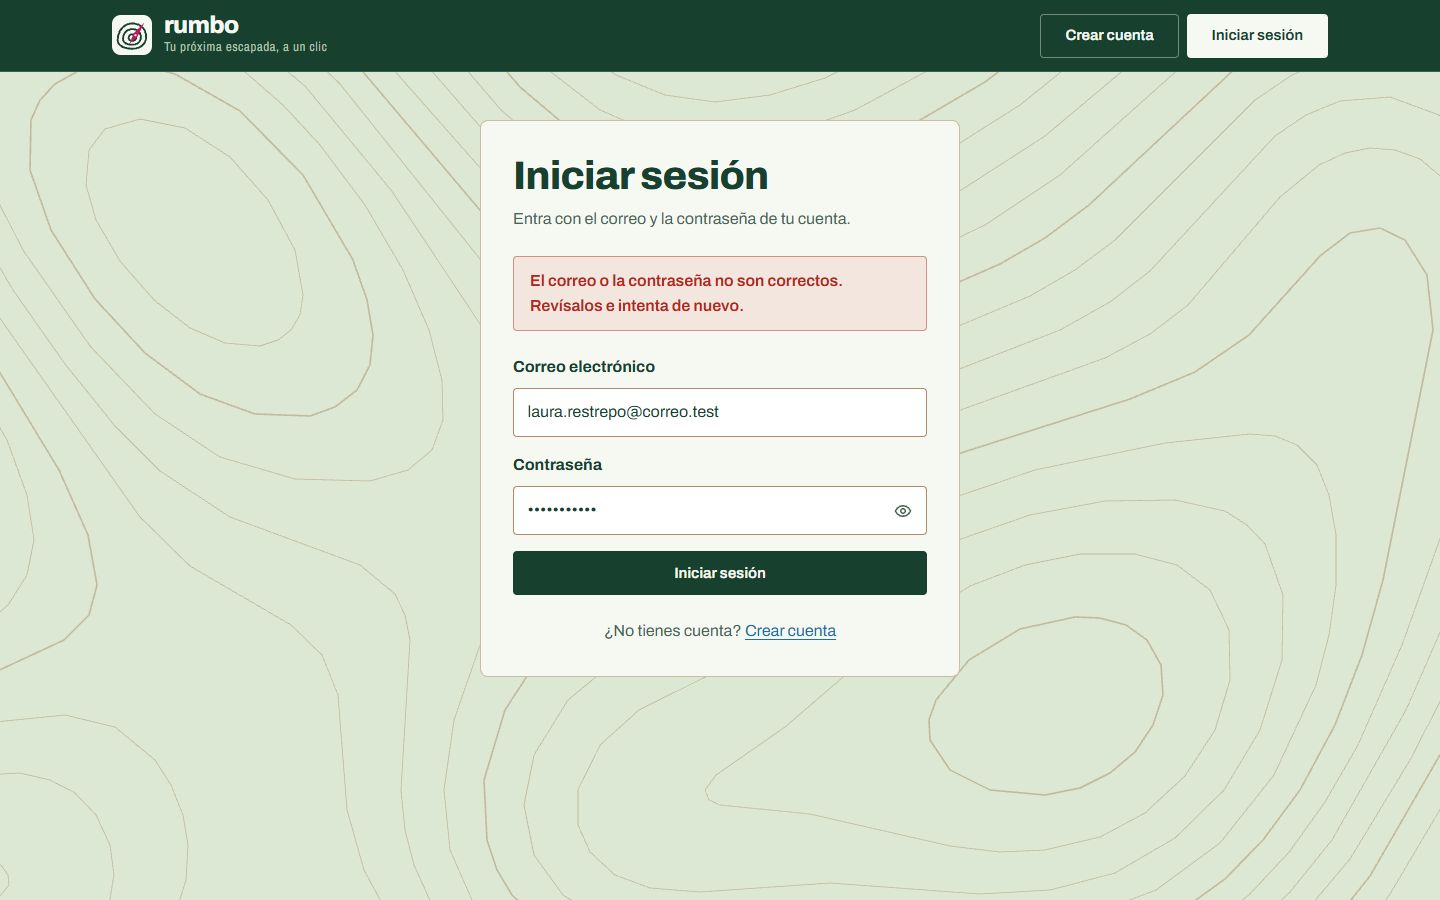 rumbo
Tu próxima escapada, a un clic
Crear cuenta
Iniciar sesión
Iniciar sesión
Entra con el correo y la contraseña de tu cuenta.
El correo o la contraseña no son correctos.
Revísalos e intenta de nuevo.
Correo electrónico
laura.restrepo@correo.test
Contraseña
•••••••••••
Iniciar sesión
¿No tienes cuenta? Crear cuenta